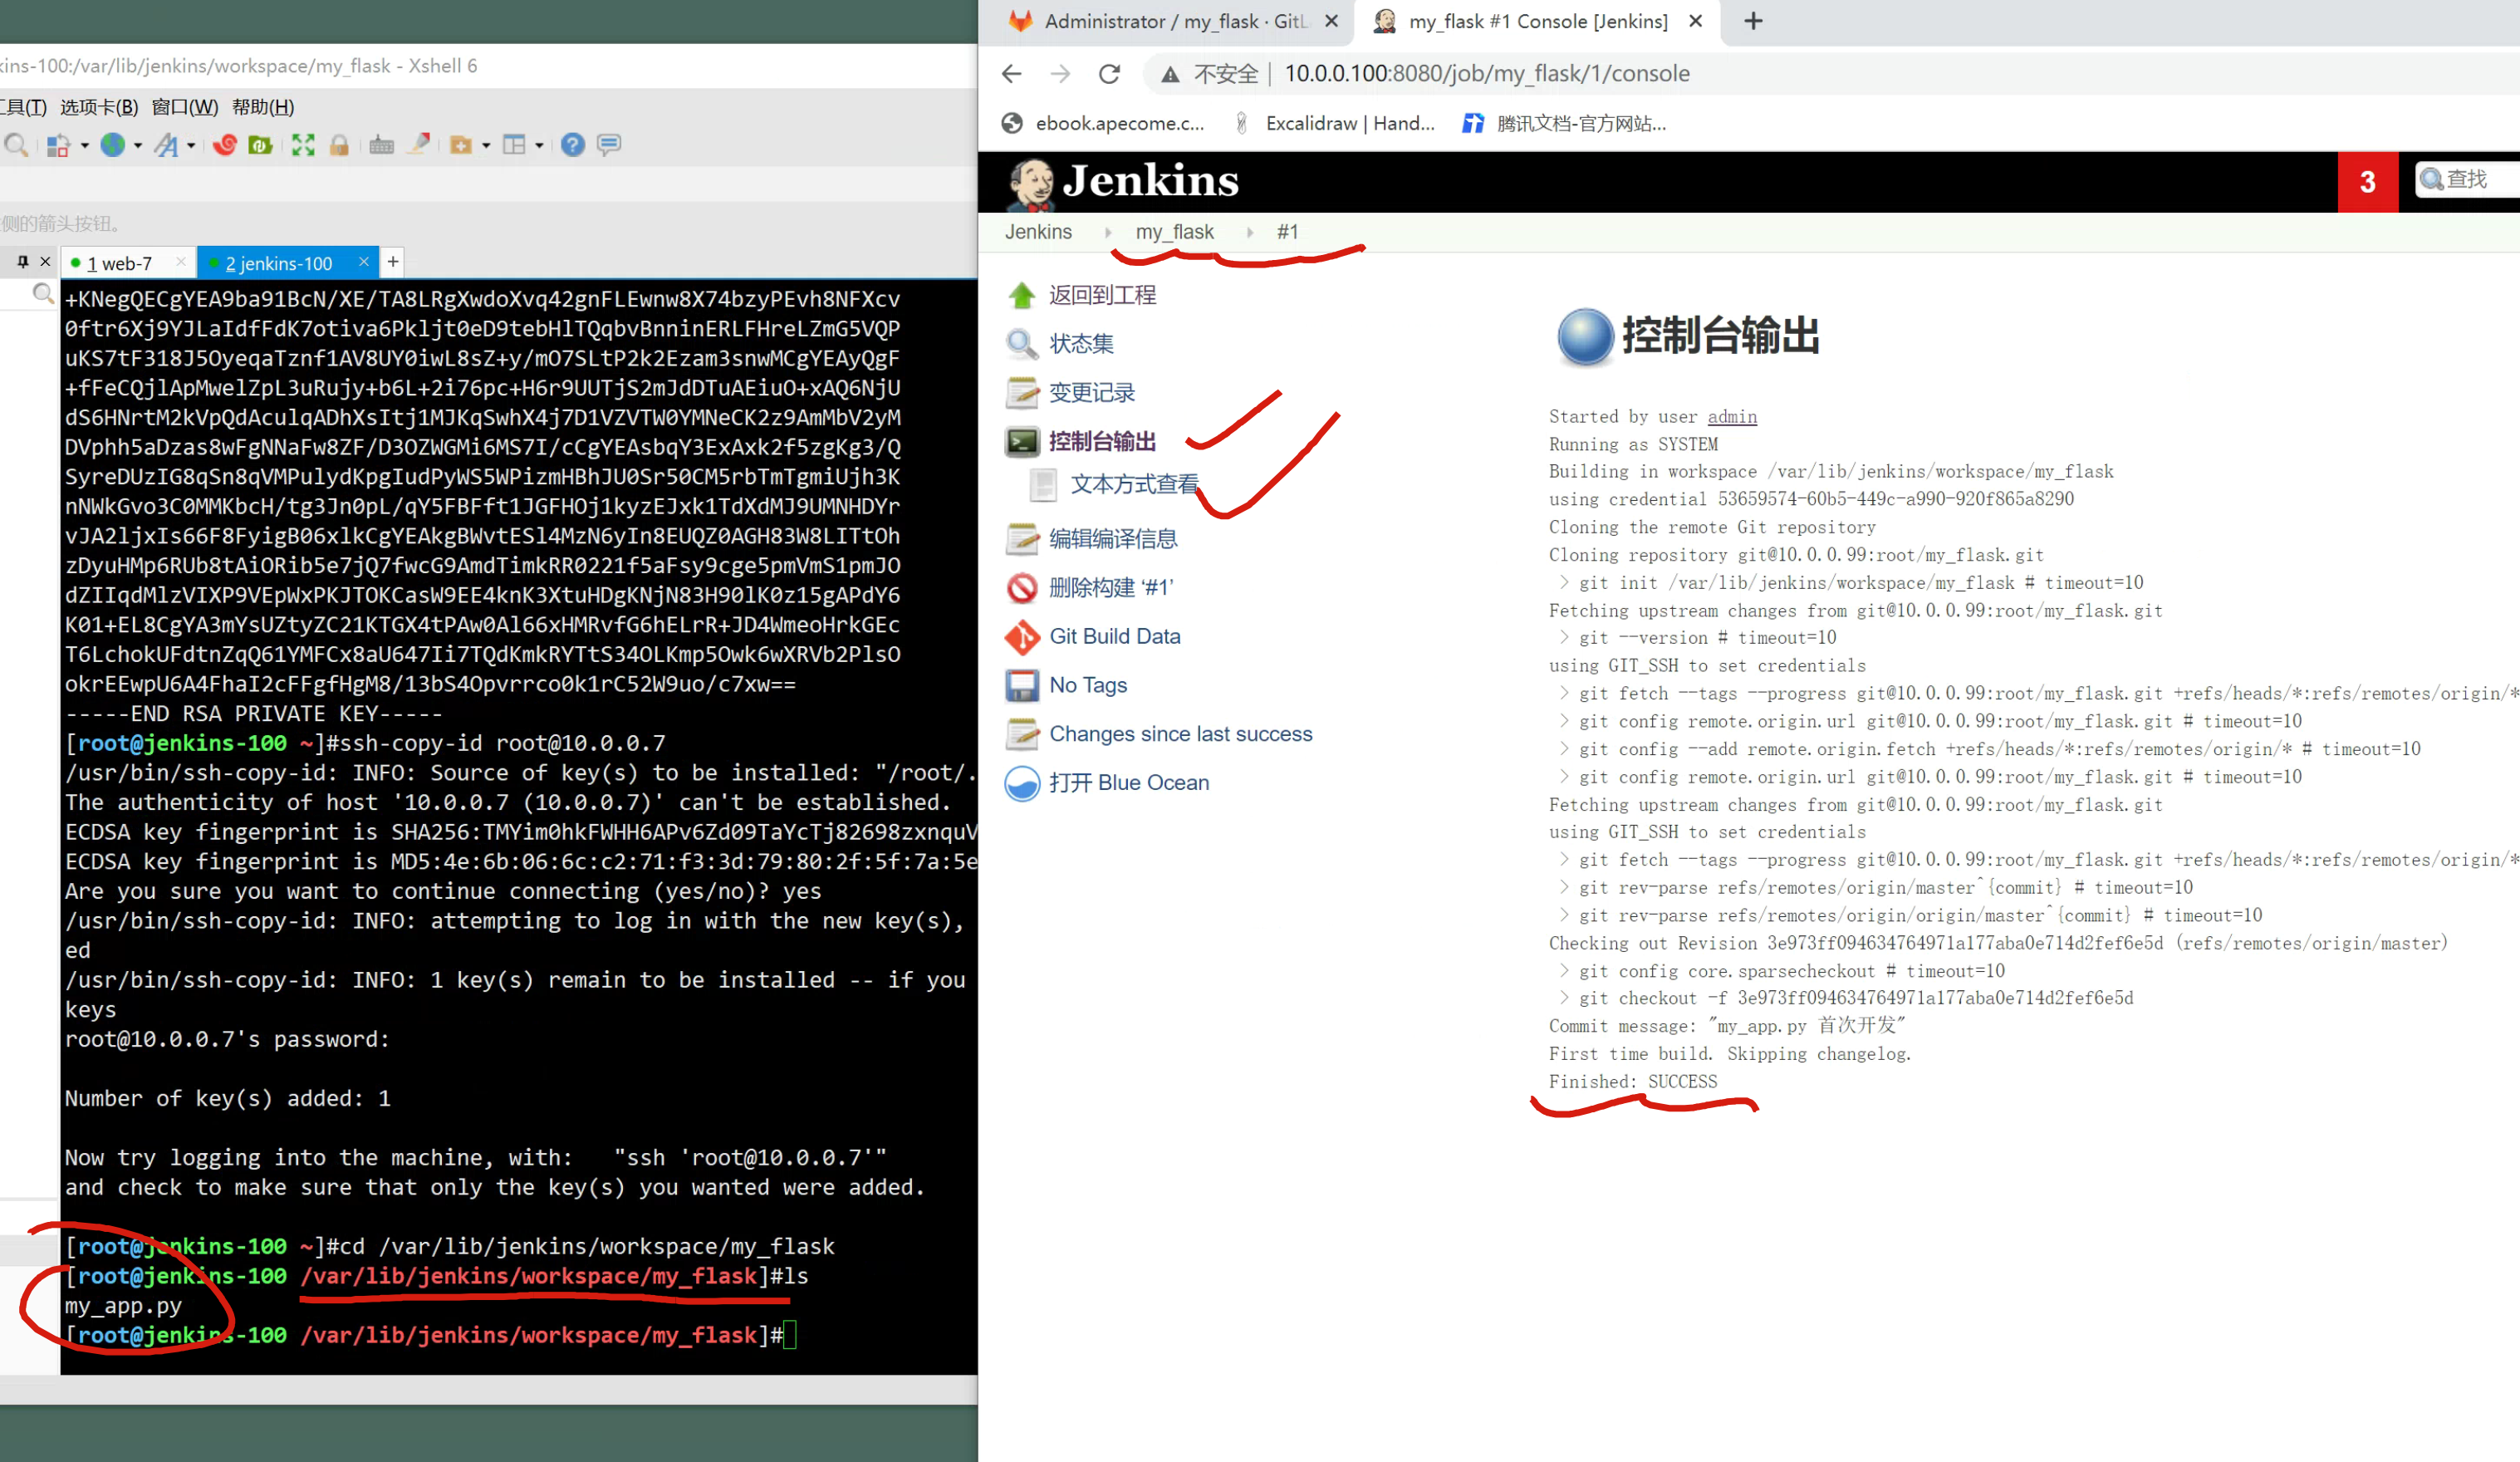 ins-100:/var/lib/jenkins/workspace/my_flask - Xshell 6
工具(T) 选项卡(B) 窗口(W) 帮助(H)
侧的箭头按钮。
1 web-7
2 jenkins-100
+KNegQECgYEA9ba91BcN/XE/TA8LRgXwdoXvq42gnFLEwnw8X74bzyPEvh8NFXcv
0ftr6Xj9YJLaIdfFdK7otiva6Pkljt0eD9tebHlTQqbvBnninERLFHreLZmG5VQP
uKS7tF318J5OyeqaTznf1AV8UY0iwL8sZ+y/mO7SLtP2k2Ezam3snwMCgYEAyQgF
+fFeCQjlApMwelZpL3uRujy+b6L+2i76pc+H6r9UUTjS2mJdDTuAEiuO+xAQ6NjU
dS6HNrtM2kVpQdAculqADhXsItj1MJKqSwhX4j7D1VZVTW0YMNeCK2z9AmMbV2yM
DVphh5aDzas8wFgNNaFw8ZF/D3OZWGMi6MS7I/cCgYEAsbqY3ExAxk2f5zgKg3/Q
SyreDUzIG8qSn8qVMPulydKpgIudPyWS5WPizmHBhJU0Sr50CM5rbTmTgmiUjh3K
nNWkGvo3C0MMKbcH/tg3Jn0pL/qY5FBFft1JGFHOj1kyzEJxk1TdXdMJ9UMNHDYr
vJA2ljxIs66F8FyigB06xlkCgYEAkgBWvtESl4MzN6yIn8EUQZ0AGH83W8LITtOh
zDyuHMp6RUb8tAiORib5e7jQ7fwcG9AmdTimkRR0221f5aFsy9cge5pmVmS1pmJO
dZIIqdMlzVIXP9VEpWxPKJTOKCasW9EE4knK3XtuHDgKNjN83H90lK0z15gAPdY6
K01+EL8CgYA3mYsUZtyZC21KTGX4tPAw0Al66xHMRvfG6hELrR+JD4WmeoHrkGEc
T6LchokUFdtnZqQ61YMFCx8aU647Ii7TQdKmkRYTtS34OLKmp5Owk6wXRVb2PlsO
okrEEwpU6A4FhaI2cFFgfHgM8/13bS4Opvrrco0k1rC52W9uo/c7xw==
-----END RSA PRIVATE KEY-----
[root@jenkins-100 ~]#ssh-copy-id root@10.0.0.7
/usr/bin/ssh-copy-id: INFO: Source of key(s) to be installed: "/root/.
The authenticity of host '10.0.0.7 (10.0.0.7)' can't be established.
ECDSA key fingerprint is SHA256:TMYim0hkFWHH6APv6Zd09TaYcTj82698zxnquV
ECDSA key fingerprint is MD5:4e:6b:06:6c:c2:71:f3:3d:79:80:2f:5f:7a:5e
Are you sure you want to continue connecting (yes/no)? yes
/usr/bin/ssh-copy-id: INFO: attempting to log in with the new key(s),
ed
/usr/bin/ssh-copy-id: INFO: 1 key(s) remain to be installed -- if you
keys
root@10.0.0.7's password:
Number of key(s) added: 1
Now try logging into the machine, with:   "ssh 'root@10.0.0.7'"
and check to make sure that only the key(s) you wanted were added.
[root@jenkins-100 ~]#cd /var/lib/jenkins/workspace/my_flask
[root@jenkins-100 /var/lib/jenkins/workspace/my_flask]#ls
my_app.py
[root@jenkins-100 /var/lib/jenkins/workspace/my_flask]#
Administrator / my_flask · GitL
my_flask #1 Console [Jenkins]
不安全 | 10.0.0.100:8080/job/my_flask/1/console
ebook.apecome.c...
Excalidraw | Hand...
腾讯文档-官方网站...
Jenkins
3
查找
Jenkins
my_flask
#1
返回到工程
状态集
变更记录
控制台输出
文本方式查看
编辑编译信息
删除构建 ‘#1’
Git Build Data
No Tags
Changes since last success
打开 Blue Ocean
控制台输出
Started by user admin
Running as SYSTEM
Building in workspace /var/lib/jenkins/workspace/my_flask
using credential 53659574-60b5-449c-a990-920f865a8290
Cloning the remote Git repository
Cloning repository git@10.0.0.99:root/my_flask.git
> git init /var/lib/jenkins/workspace/my_flask # timeout=10
Fetching upstream changes from git@10.0.0.99:root/my_flask.git
> git --version # timeout=10
using GIT_SSH to set credentials
> git fetch --tags --progress git@10.0.0.99:root/my_flask.git +refs/heads/*:refs/remotes/origin/*
> git config remote.origin.url git@10.0.0.99:root/my_flask.git # timeout=10
> git config --add remote.origin.fetch +refs/heads/*:refs/remotes/origin/* # timeout=10
> git config remote.origin.url git@10.0.0.99:root/my_flask.git # timeout=10
Fetching upstream changes from git@10.0.0.99:root/my_flask.git
using GIT_SSH to set credentials
> git fetch --tags --progress git@10.0.0.99:root/my_flask.git +refs/heads/*:refs/remotes/origin/*
> git rev-parse refs/remotes/origin/master^{commit} # timeout=10
> git rev-parse refs/remotes/origin/origin/master^{commit} # timeout=10
Checking out Revision 3e973ff094634764971a177aba0e714d2fef6e5d (refs/remotes/origin/master)
> git config core.sparsecheckout # timeout=10
> git checkout -f 3e973ff094634764971a177aba0e714d2fef6e5d
Commit message: "my_app.py 首次开发"
First time build. Skipping changelog.
Finished: SUCCESS